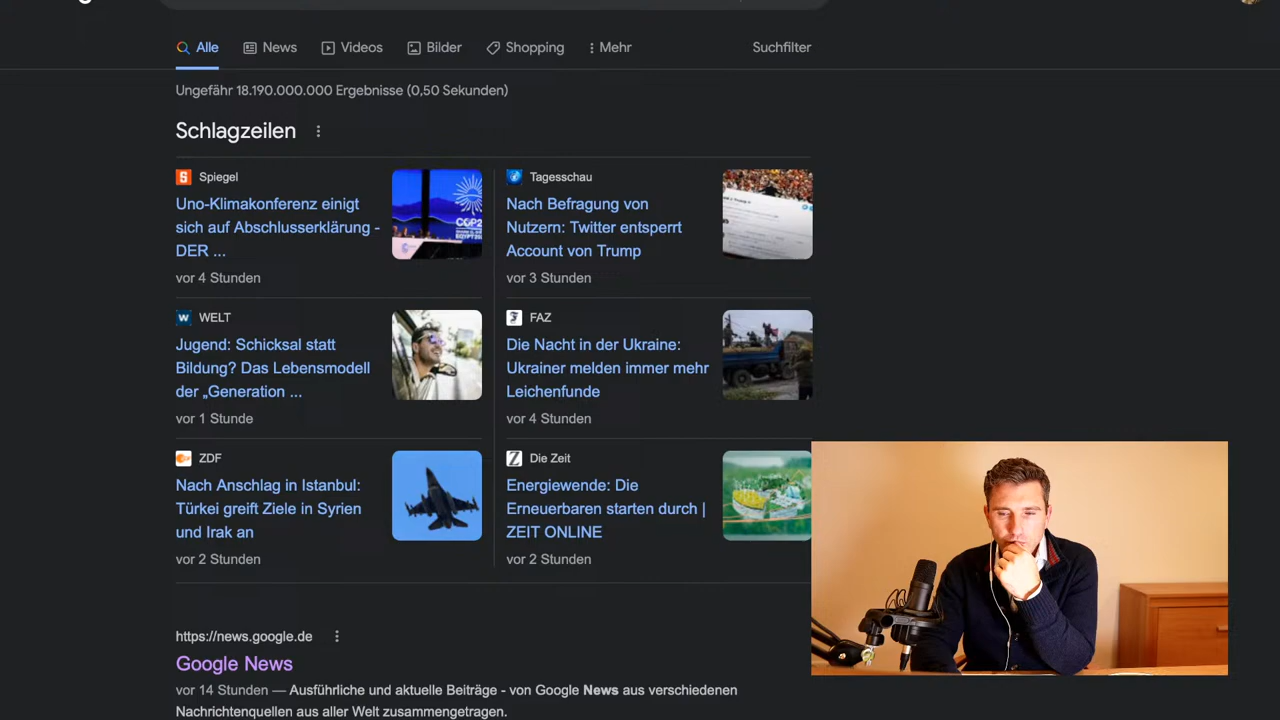 Alle
News
Videos
Bilder
Shopping
Mehr
Suchfilter
Ungefähr 18.190.000.000 Ergebnisse (0,50 Sekunden)
Schlagzeilen
Spiegel
Uno-Klimakonferenz einigt
sich auf Abschlusserklärung -
DER ...
vor 4 Stunden
Tagesschau
Nach Befragung von
Nutzern: Twitter entsperrt
Account von Trump
vor 3 Stunden
WELT
Jugend: Schicksal statt
Bildung? Das Lebensmodell
der „Generation ...
vor 1 Stunde
FAZ
Die Nacht in der Ukraine:
Ukrainer melden immer mehr
Leichenfunde
vor 4 Stunden
ZDF
Nach Anschlag in Istanbul:
Türkei greift Ziele in Syrien
und Irak an
vor 2 Stunden
Die Zeit
Energiewende: Die
Erneuerbaren starten durch |
ZEIT ONLINE
vor 2 Stunden
https://news.google.de
Google News
vor 14 Stunden — Ausführliche und aktuelle Beiträge - von Google News aus verschiedenen
Nachrichtenquellen aus aller Welt zusammengetragen.